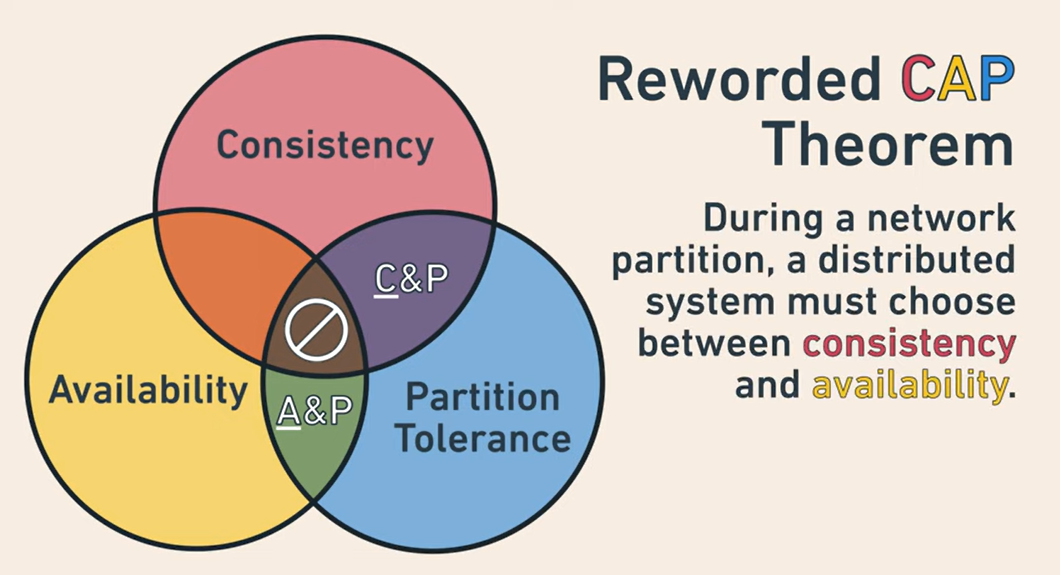 Consistency
C&P
Availability
A&P
Partition
Tolerance
Reworded CAP
Theorem
During a network
partition, a distributed
system must choose
between consistency
and availability.